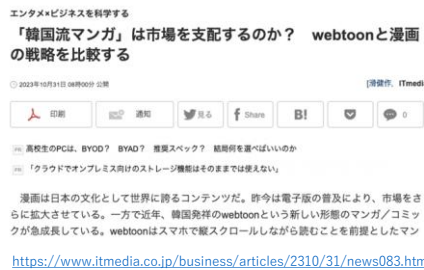 エンタメ×ビジネスを科学する
「韓国流マンガ」は市場を支配するのか？　webtoonと漫画
の戦略を比較する
2023年10月31日 08時00分 公開
[滑健作，ITmedia
印刷
通知
見る
Share
B!
0
PR 高校生のPCは、BYOD？　BYAD？　推奨スペック？　結局何を選べばいいのか
PR 「クラウドでオンプレミス向けのストレージ機能はそのままでは使えない」
漫画は日本の文化として世界に誇るコンテンツだ。昨今は電子版の普及により、市場をさ
らに拡大させている。一方で近年、韓国発祥のwebtoonという新しい形態のマンガ／コミッ
クが急成長している。webtoonはスマホで縦スクロールしながら読むことを前提としたマン
https://www.itmedia.co.jp/business/articles/2310/31/news083.htm